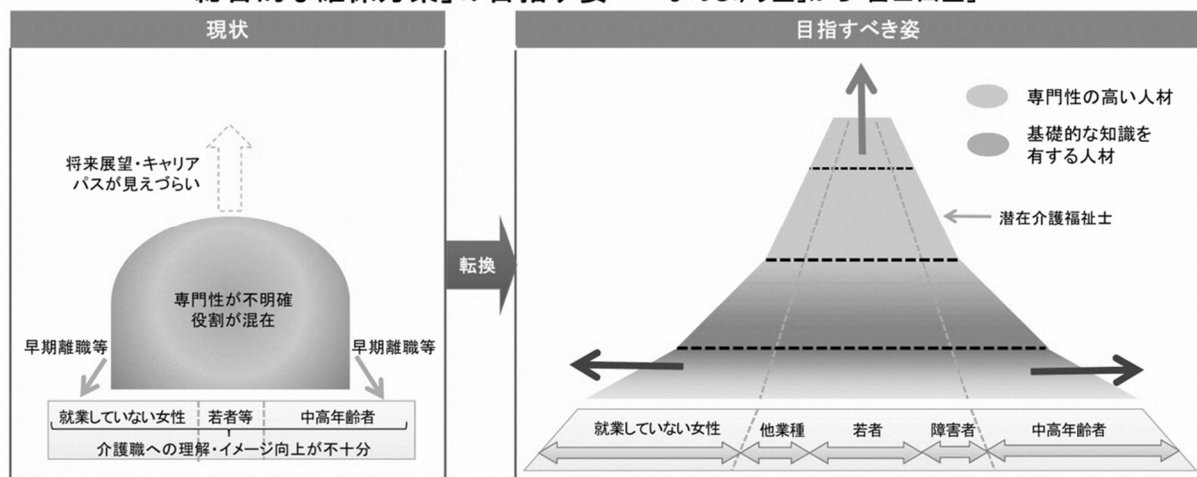 現状
将来展望・キャリア
パスが見えづらい
専門性が不明確
役割が混在
早期離職等
早期離職等
就業していない女性
若者等
中高年齢者
介護職への理解・イメージ向上が不十分
転換
目指すべき姿
専門性の高い人材
基礎的な知識を
有する人材
潜在介護福祉士
就業していない女性
他業種
若者
障害者
中高年齢者